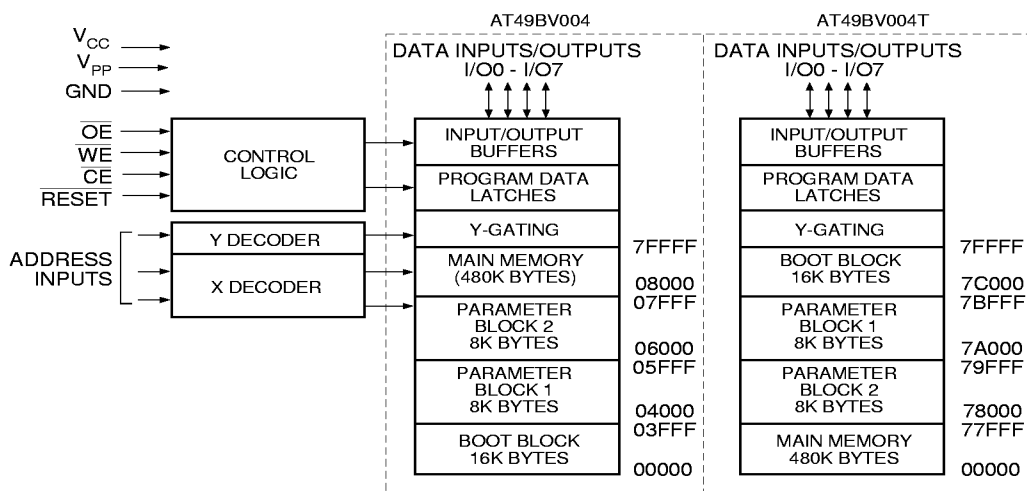 AT49BV004
AT49BV004T
V_CC
V_PP
GND
OE
WE
CE
RESET
ADDRESS
INPUTS
CONTROL
LOGIC
Y DECODER
X DECODER
DATA INPUTS/OUTPUTS
I/O0 - I/O7
INPUT/OUTPUT
BUFFERS
PROGRAM DATA
LATCHES
Y-GATING
MAIN MEMORY
(480K BYTES)
PARAMETER
BLOCK 2
8K BYTES
PARAMETER
BLOCK 1
8K BYTES
BOOT BLOCK
16K BYTES
7FFFF
08000
07FFF
06000
05FFF
04000
03FFF
00000
DATA INPUTS/OUTPUTS
I/O0 - I/O7
INPUT/OUTPUT
BUFFERS
PROGRAM DATA
LATCHES
Y-GATING
BOOT BLOCK
16K BYTES
PARAMETER
BLOCK 1
8K BYTES
PARAMETER
BLOCK 2
8K BYTES
MAIN MEMORY
480K BYTES
7FFFF
7C000
7BFFF
7A000
79FFF
78000
77FFF
00000